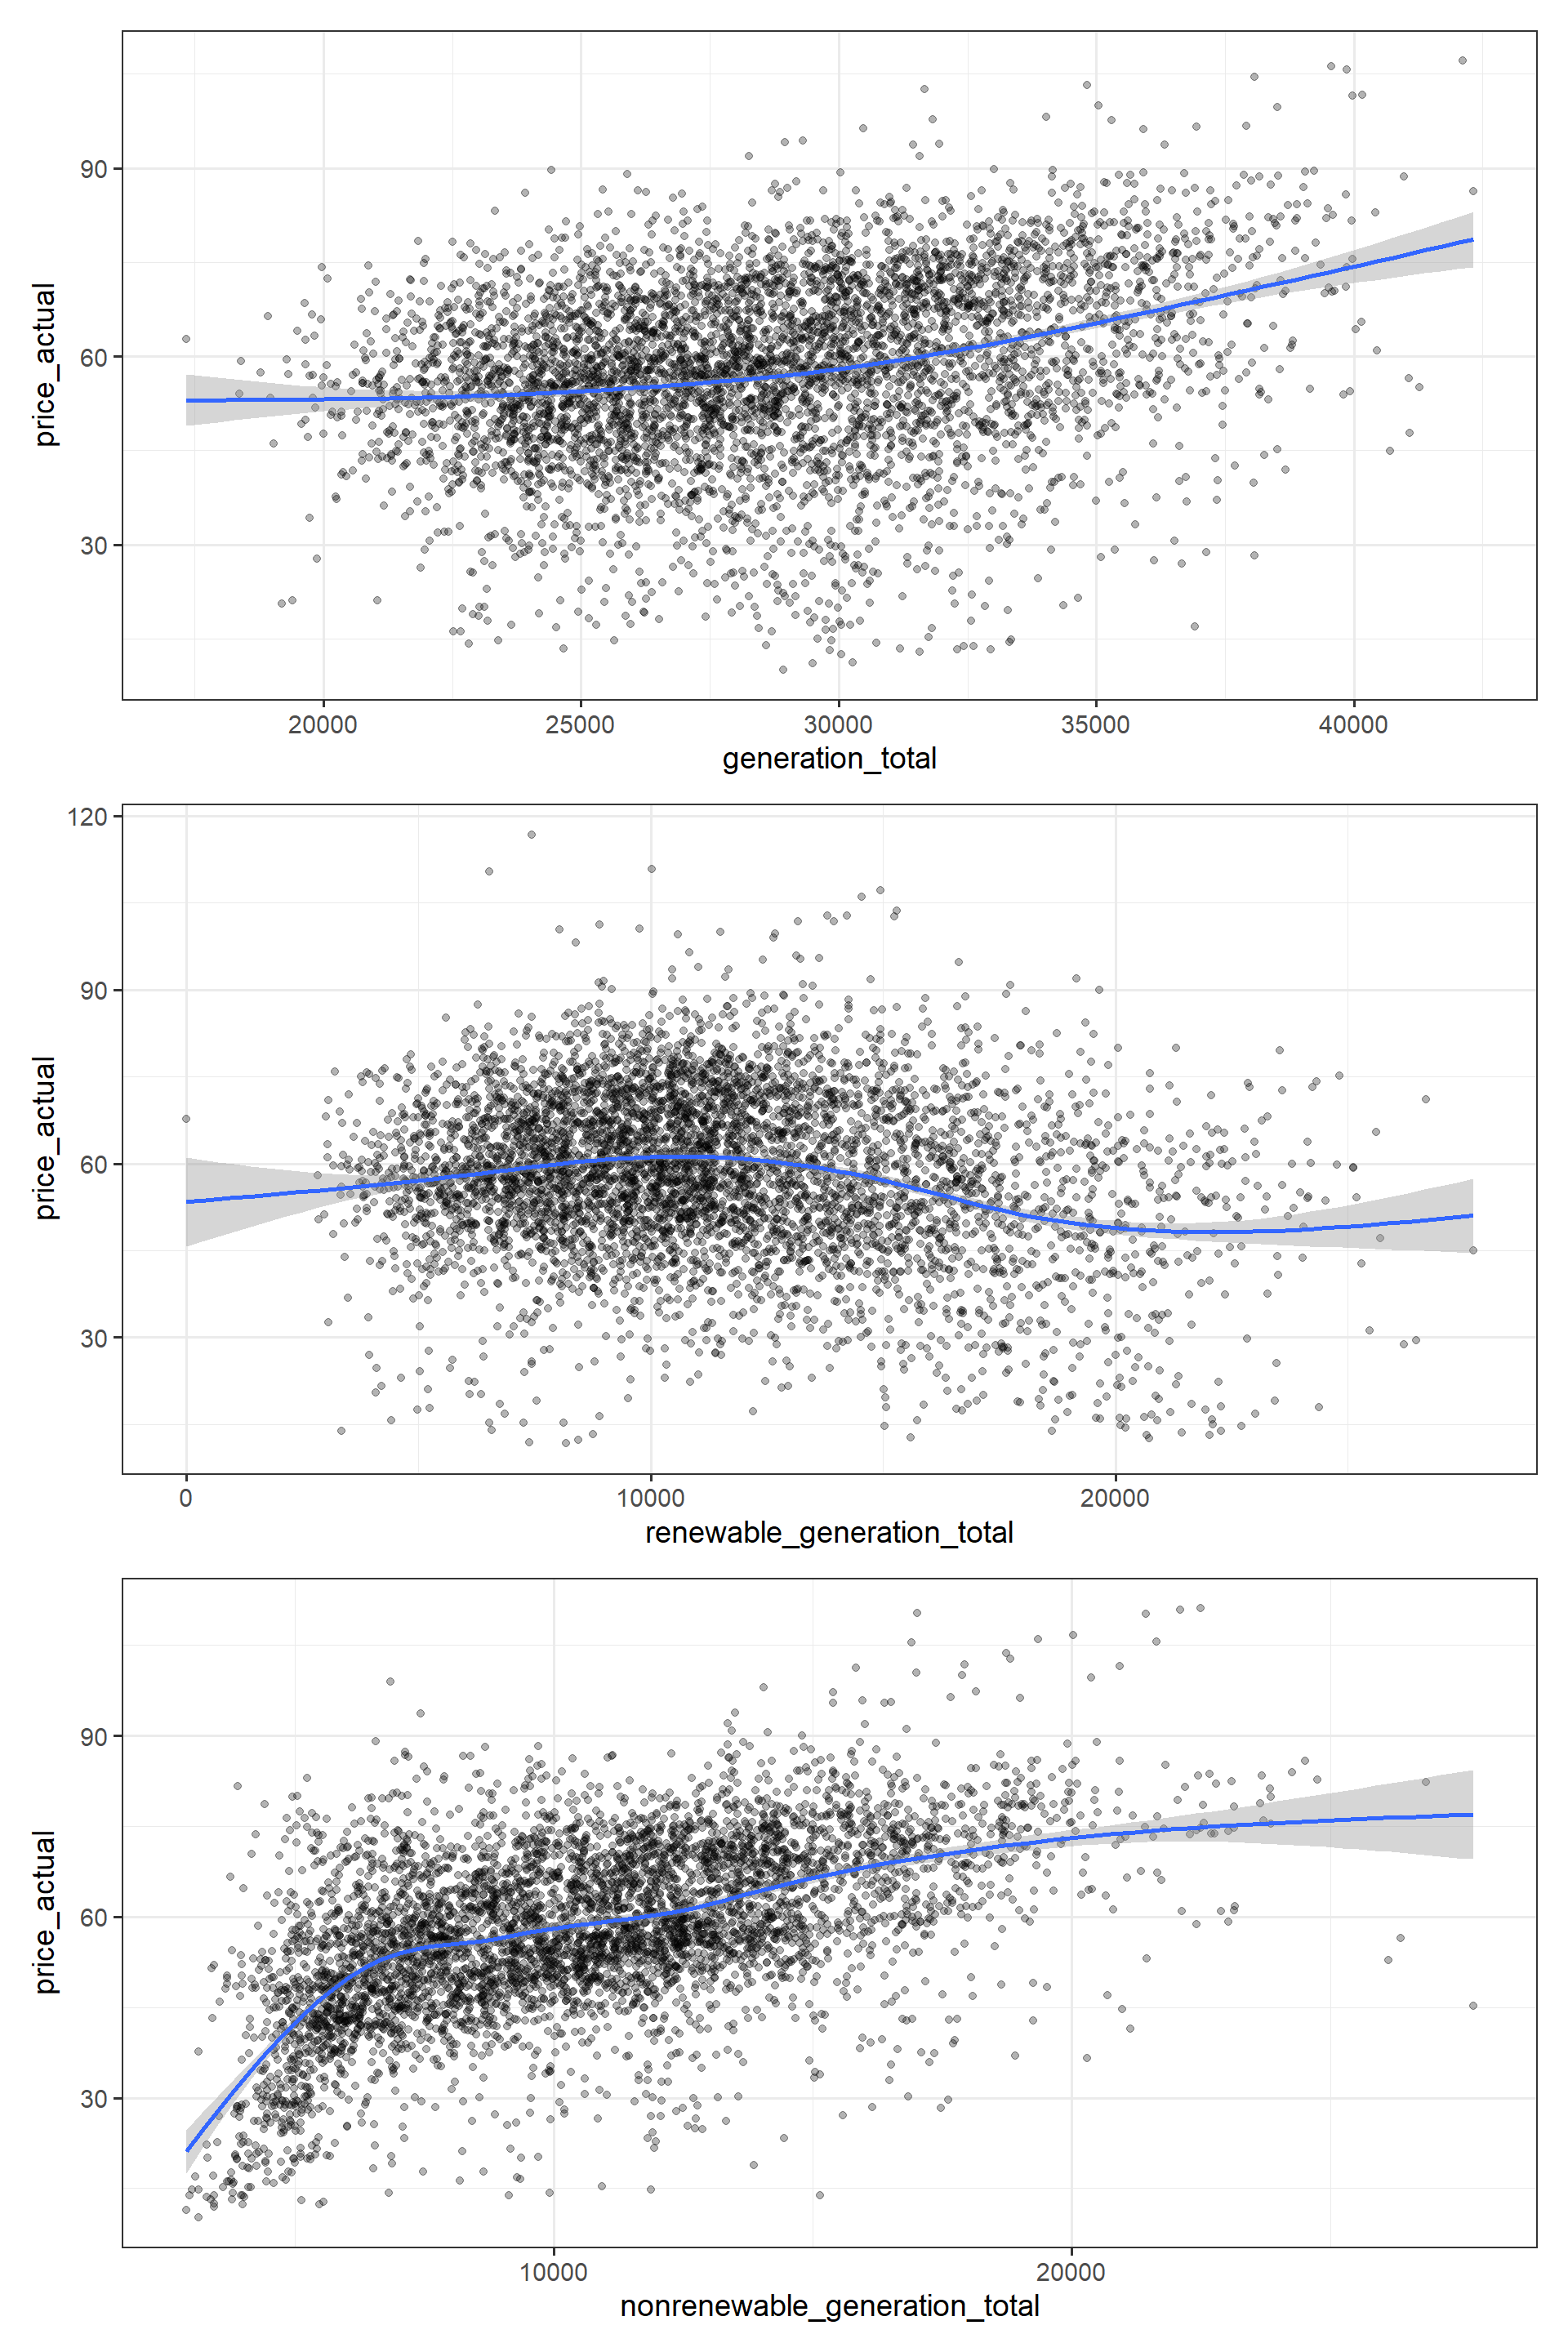 90
60
30
price_actual
20000 25000 30000 35000 40000
generation_total
120
90
60
30
price_actual
0 10000 20000
renewable_generation_total
90
60
30
price_actual
10000 20000
nonrenewable_generation_total